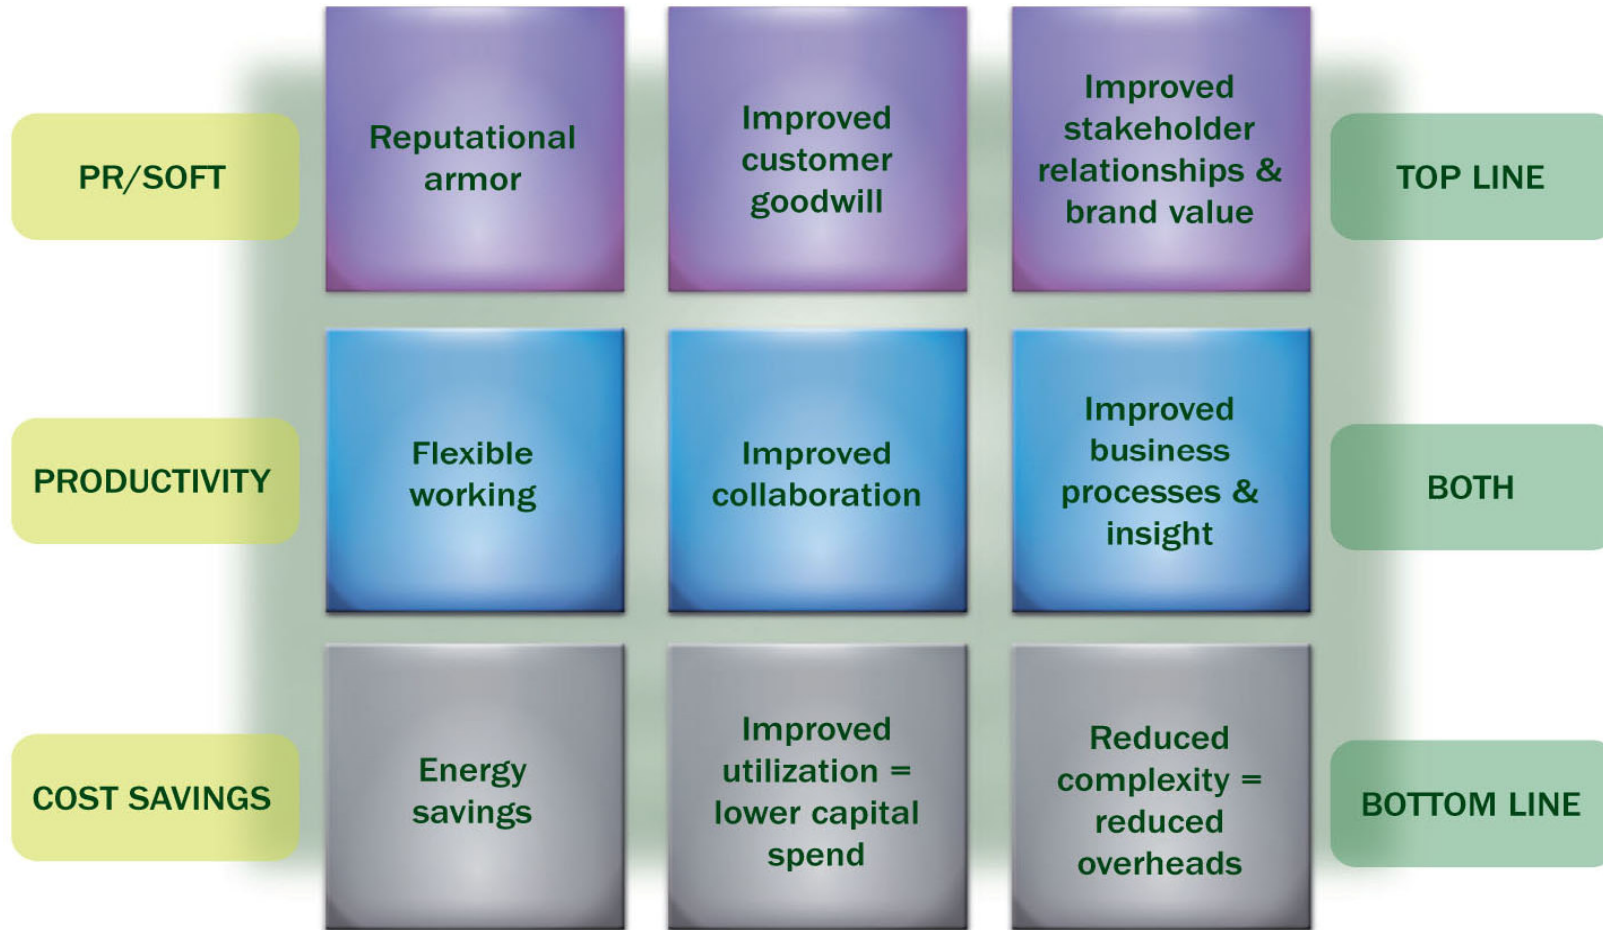 PR/SOFT
Reputational
armor
Improved
customer
goodwill
Improved
stakeholder
relationships &
brand value
TOP LINE
PRODUCTIVITY
Flexible
working
Improved
collaboration
Improved
business
processes &
insight
BOTH
COST SAVINGS
Energy
savings
Improved
utilization =
lower capital
spend
Reduced
complexity =
reduced
overheads
BOTTOM LINE